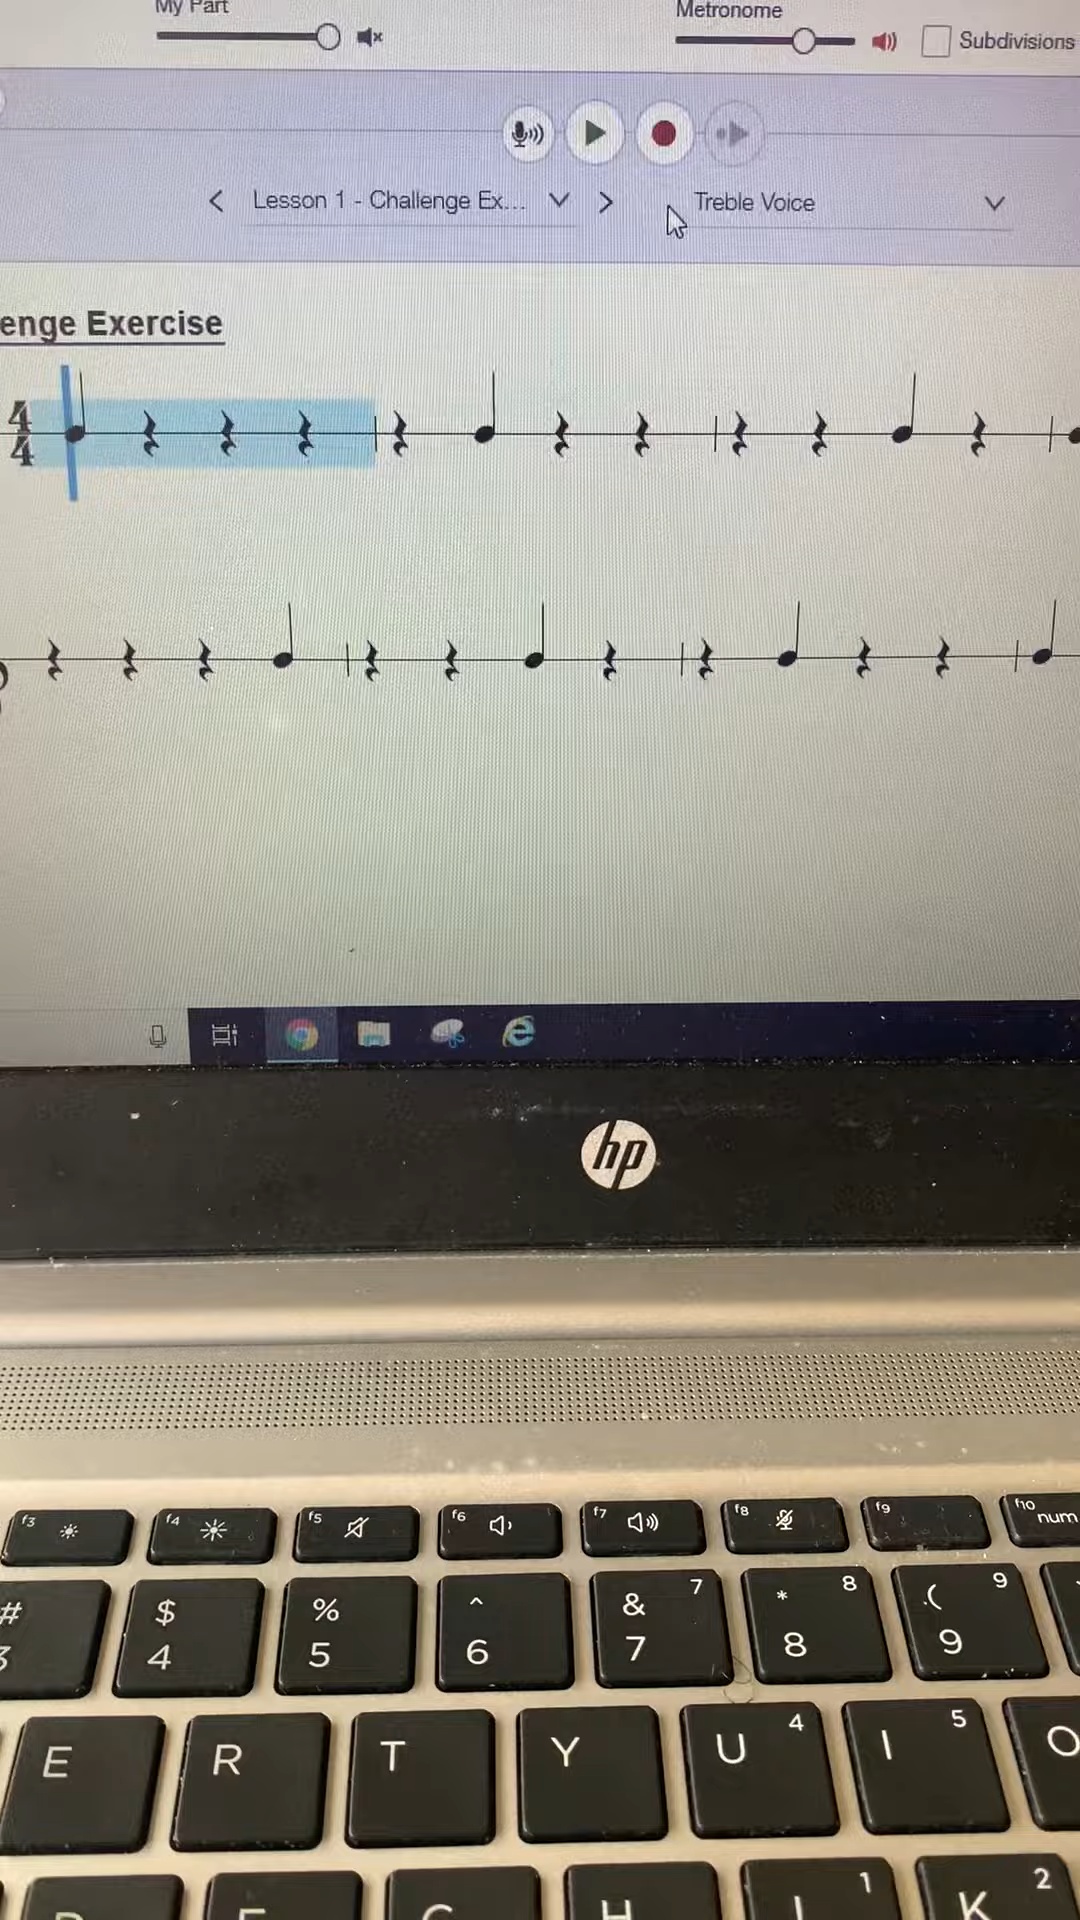 My Part
Metronome
Subdivisions
Lesson 1 - Challenge Ex...
Treble Voice
enge Exercise
4
4
hp
f3 f4 f5 f6 f7 f8 f9 f10
num
# $ % ^ & 7 * 8 ( 9
3 4 5 6 7 8 9
E R T Y U 4 I 5 O
1 K 2